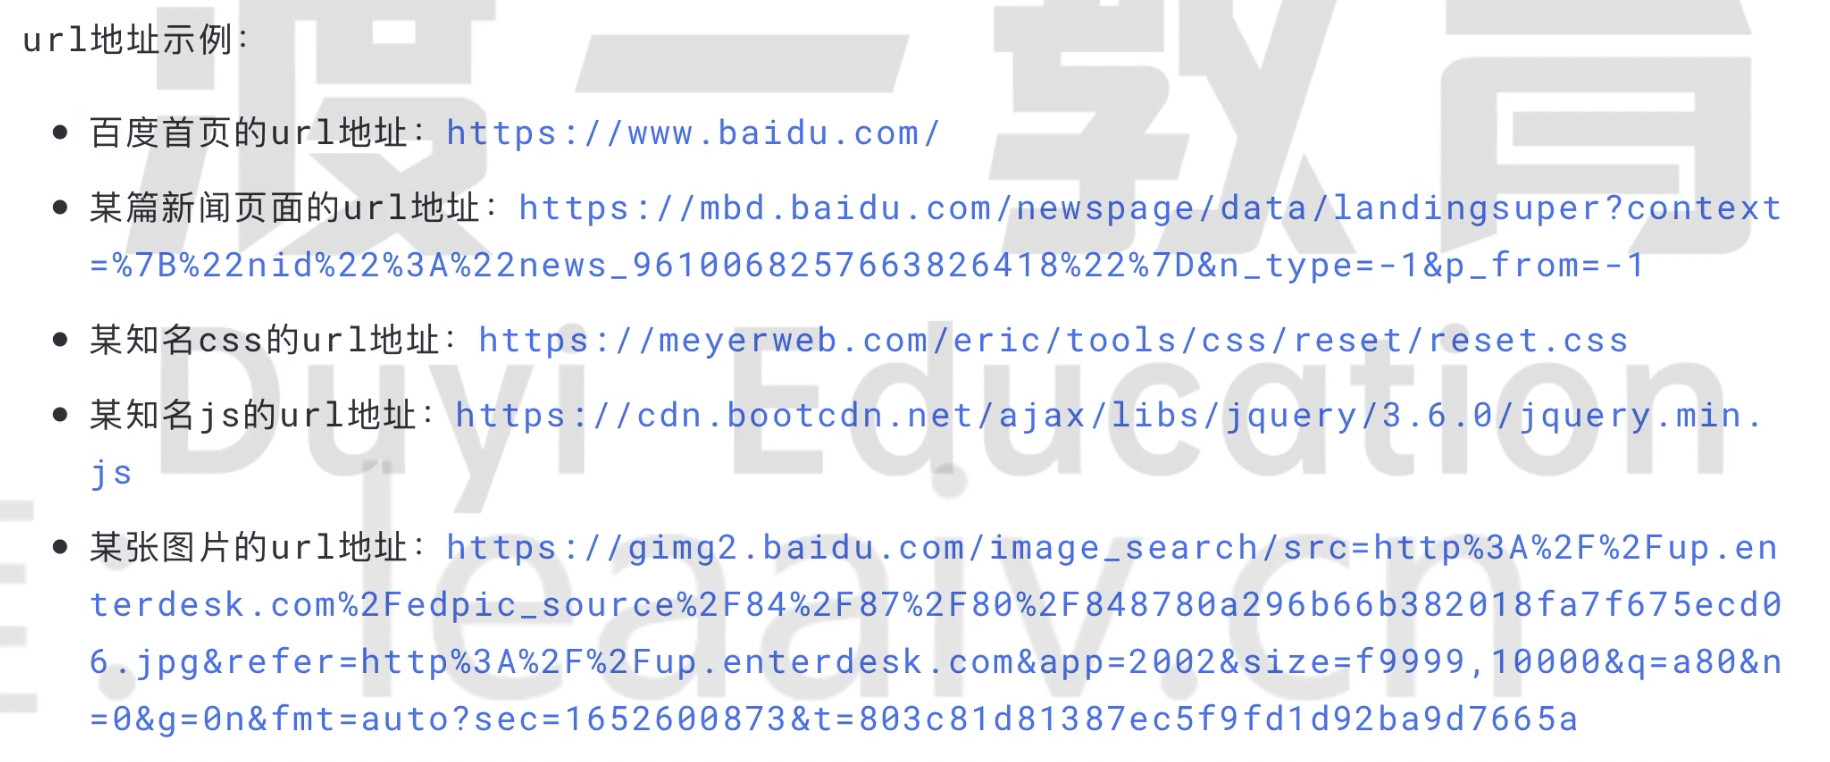 url地址示例：
百度首页的url地址：https://www.baidu.com/
某篇新闻页面的url地址：https://mbd.baidu.com/newspage/data/landingsuper?context
=%7B%22nid%22%3A%22news_9610068257663826418%22%7D&n_type=-1&p_from=-1
某知名css的url地址：https://meyerweb.com/eric/tools/css/reset/reset.css
某知名js的url地址：https://cdn.bootcdn.net/ajax/libs/jquery/3.6.0/jquery.min.
js
某张图片的url地址：https://gimg2.baidu.com/image_search/src=http%3A%2F%2Fup.en
terdesk.com%2Fedpic_source%2F84%2F87%2F80%2F848780a296b66b382018fa7f675ecd0
6.jpg&refer=http%3A%2F%2Fup.enterdesk.com&app=2002&size=f9999,10000&q=a80&n
=0&g=0n&fmt=auto?sec=1652600873&t=803c81d81387ec5f9fd1d92ba9d7665a
渡一教育
Duyi Education
leaaiv.cn